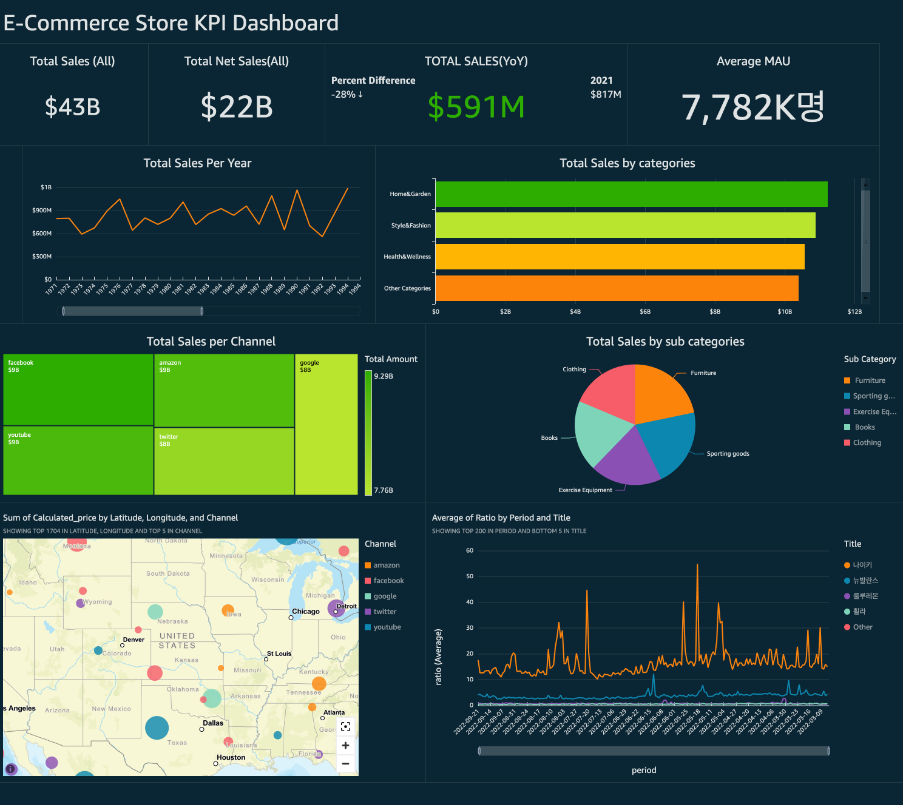 E-Commerce Store KPI Dashboard
Total Sales (All)
$43B
Total Net Sales(All)
$22B
TOTAL SALES(YoY)
Percent Difference
-28%↓
$591M
2021
$817M
Average MAU
7,782K명
Total Sales Per Year
$1B
$900M
$600M
$300M
$0
1971 1972 1973 1974 1975 1976 1977 1978 1979 1980 1981 1982 1983 1984 1985 1986 1987 1988 1989 1990 1991 1992 1993 1994
Total Sales by categories
Home&Garden
Style&Fashion
Health&Wellness
Other Categories
$0 $2B $4B $6B $8B $10B $12B
Total Sales per Channel
facebook
$9B
amazon
$9B
google
$8B
youtube
$9B
twitter
$8B
Total Amount
9.29B
7.76B
Total Sales by sub categories
Clothing
Furniture
Books
Sporting goods
Exercise Equipment
Sub Category
Furniture
Sporting g...
Exercise Eq...
Books
Clothing
Sum of Calculated_price by Latitude, Longitude, and Channel
SHOWING TOP 1704 IN LATITUDE, LONGITUDE AND TOP 5 IN CHANNEL
Montana
North Dakota
Minnesota
South Dakota
Wisconsin
Michigan
Idaho
Wyoming
Iowa
Chicago
Detroit
Nebraska
Denver
UNITED
STATES
Ohio
Utah
Colorado
St Louis
Kansas
Missouri
Kentucky
Oklahoma
Arkansas
Tennessee
s Angeles
Arizona
New Mexico
Atlanta
Dallas
Texas
Louisiana
Houston
Florida
Channel
amazon
facebook
google
twitter
youtube
Average of Ratio by Period and Title
SHOWING TOP 200 IN PERIOD AND BOTTOM 5 IN TITLE
60
50
40
30
20
10
0
ratio (Average)
period
Title
나이키
뉴발란스
룰루레몬
휠라
Other